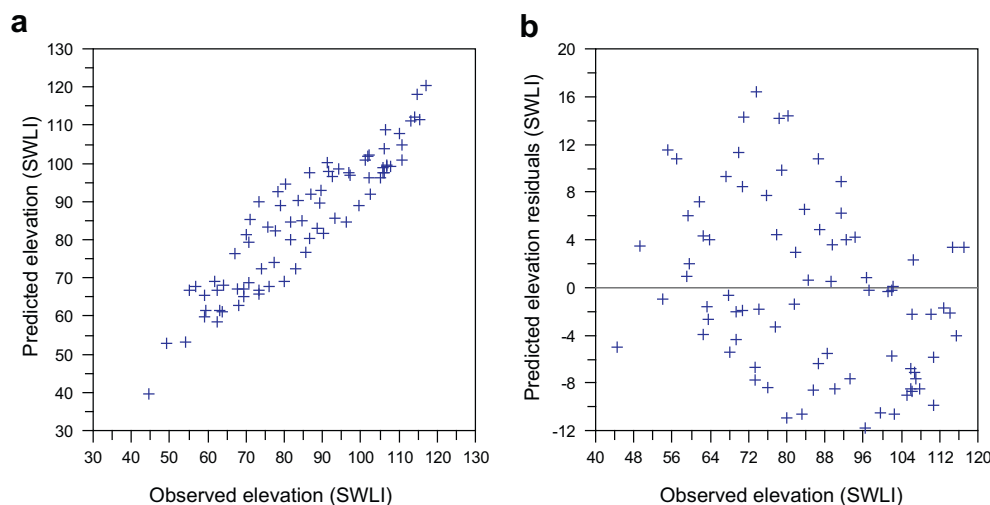 a
130
120
110
100
90
80
70
60
50
40
30
Predicted elevation (SWLI)
30 40 50 60 70 80 90 100 110 120 130
Observed elevation (SWLI)
b
20
16
12
8
4
0
-4
-8
-12
Predicted elevation residuals (SWLI)
40 48 56 64 72 80 88 96 104 112 120
Observed elevation (SWLI)